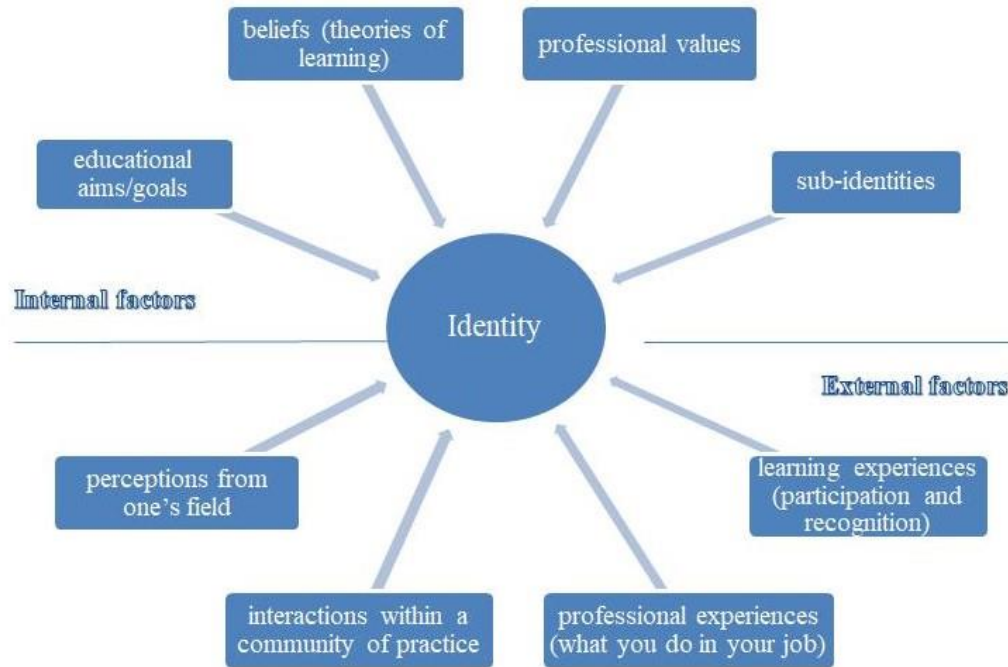 beliefs (theories of
learning)
professional values
educational
aims/goals
sub-identities
Internal factors
Identity
External factors
perceptions from
one's field
learning experiences
(participation and
recognition)
interactions within a
community of practice
professional experiences
(what you do in your job)